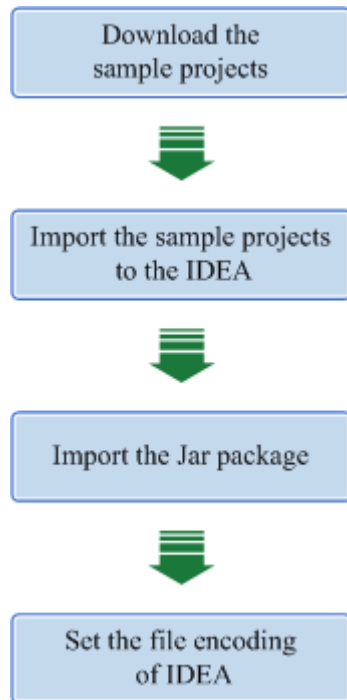 Download the
sample projects
Import the sample projects
to the IDEA
Import the Jar package
Set the file encoding
of IDEA